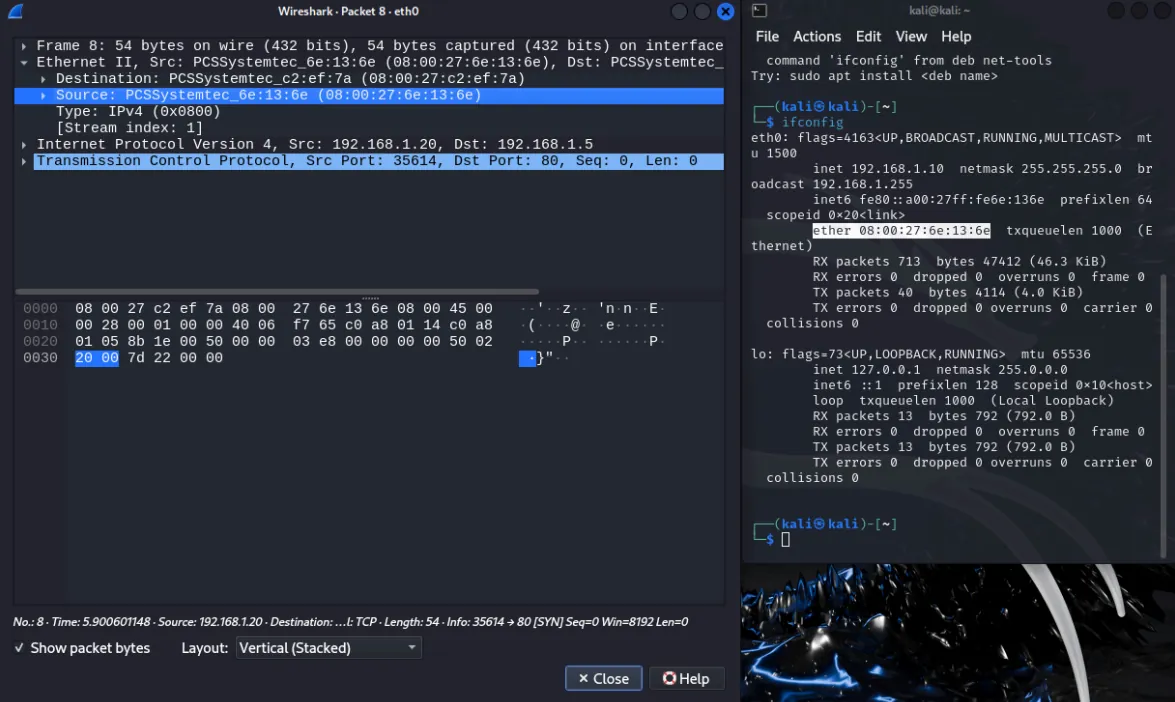 Wireshark · Packet 8 · eth0
Frame 8: 54 bytes on wire (432 bits), 54 bytes captured (432 bits) on interface
Ethernet II, Src: PCSSystemtec_6e:13:6e (08:00:27:6e:13:6e), Dst: PCSSystemtec_
Destination: PCSSystemtec_c2:ef:7a (08:00:27:c2:ef:7a)
Source: PCSSystemtec_6e:13:6e (08:00:27:6e:13:6e)
Type: IPv4 (0x0800)
[Stream index: 1]
Internet Protocol Version 4, Src: 192.168.1.20, Dst: 192.168.1.5
Transmission Control Protocol, Src Port: 35614, Dst Port: 80, Seq: 0, Len: 0
0000 08 00 27 c2 ef 7a 08 00 27 6e 13 6e 08 00 45 00 ··'··z·· 'n·n··E·
0010 00 28 00 01 00 00 40 06 f7 65 c0 a8 01 14 c0 a8 ·(····@· ·e······
0020 01 05 8b 1e 00 50 00 00 03 e8 00 00 00 00 50 02 ·····P·· ······P·
0030 20 00 7d 22 00 00 ·}"··
No.: 8 · Time: 5.900601148 · Source: 192.168.1.20 · Destination: …l: TCP · Length: 54 · Info: 35614 → 80 [SYN] Seq=0 Win=8192 Len=0
✓ Show packet bytes Layout: Vertical (Stacked)
× Close Help
kali@kali: ~
File Actions Edit View Help
command 'ifconfig' from deb net-tools
Try: sudo apt install <deb name>
┌──(kali㉿kali)-[~]
└─$ ifconfig
eth0: flags=4163<UP,BROADCAST,RUNNING,MULTICAST> mt
u 1500
inet 192.168.1.10 netmask 255.255.255.0 br
oadcast 192.168.1.255
inet6 fe80::a00:27ff:fe6e:136e prefixlen 64
scopeid 0×20<link>
ether 08:00:27:6e:13:6e txqueuelen 1000 (E
thernet)
RX packets 713 bytes 47412 (46.3 KiB)
RX errors 0 dropped 0 overruns 0 frame 0
TX packets 40 bytes 4114 (4.0 KiB)
TX errors 0 dropped 0 overruns 0 carrier 0
collisions 0
lo: flags=73<UP,LOOPBACK,RUNNING> mtu 65536
inet 127.0.0.1 netmask 255.0.0.0
inet6 ::1 prefixlen 128 scopeid 0×10<host>
loop txqueuelen 1000 (Local Loopback)
RX packets 13 bytes 792 (792.0 B)
RX errors 0 dropped 0 overruns 0 frame 0
TX packets 13 bytes 792 (792.0 B)
TX errors 0 dropped 0 overruns 0 carrier 0
collisions 0
┌──(kali㉿kali)-[~]
└─$